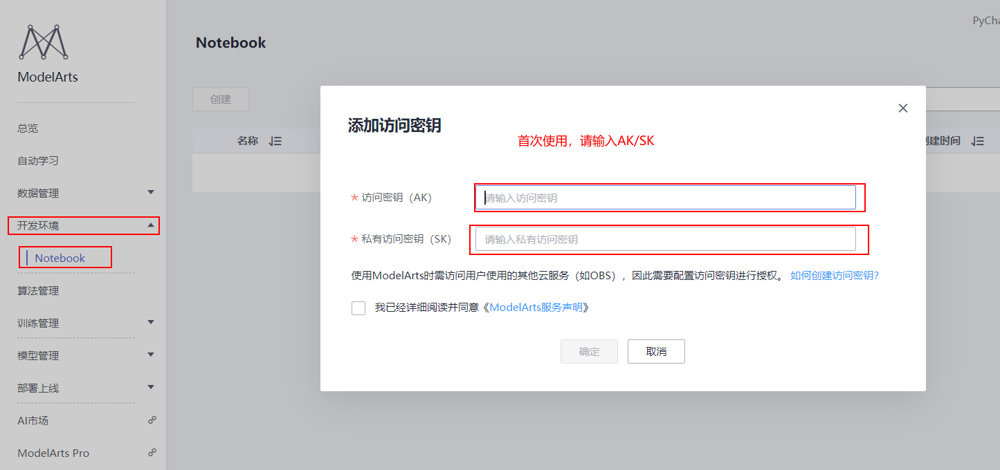 PyCha
Notebook
ModelArts
创建
添加访问密钥
总览
首次使用，请输入AK/SK
名称
创建时间
自动学习
数据管理
* 访问密钥（AK）
请输入访问密钥
开发环境
* 私有访问密钥（SK）
请输入私有访问密钥
Notebook
使用ModelArts时需访问用户使用的其他云服务（如OBS），因此需要配置访问密钥进行授权。 如何创建访问密钥?
算法管理
我已经详细阅读并同意《ModelArts服务声明》
训练管理
确定
取消
模型管理
部署上线
AI市场
ModelArts Pro